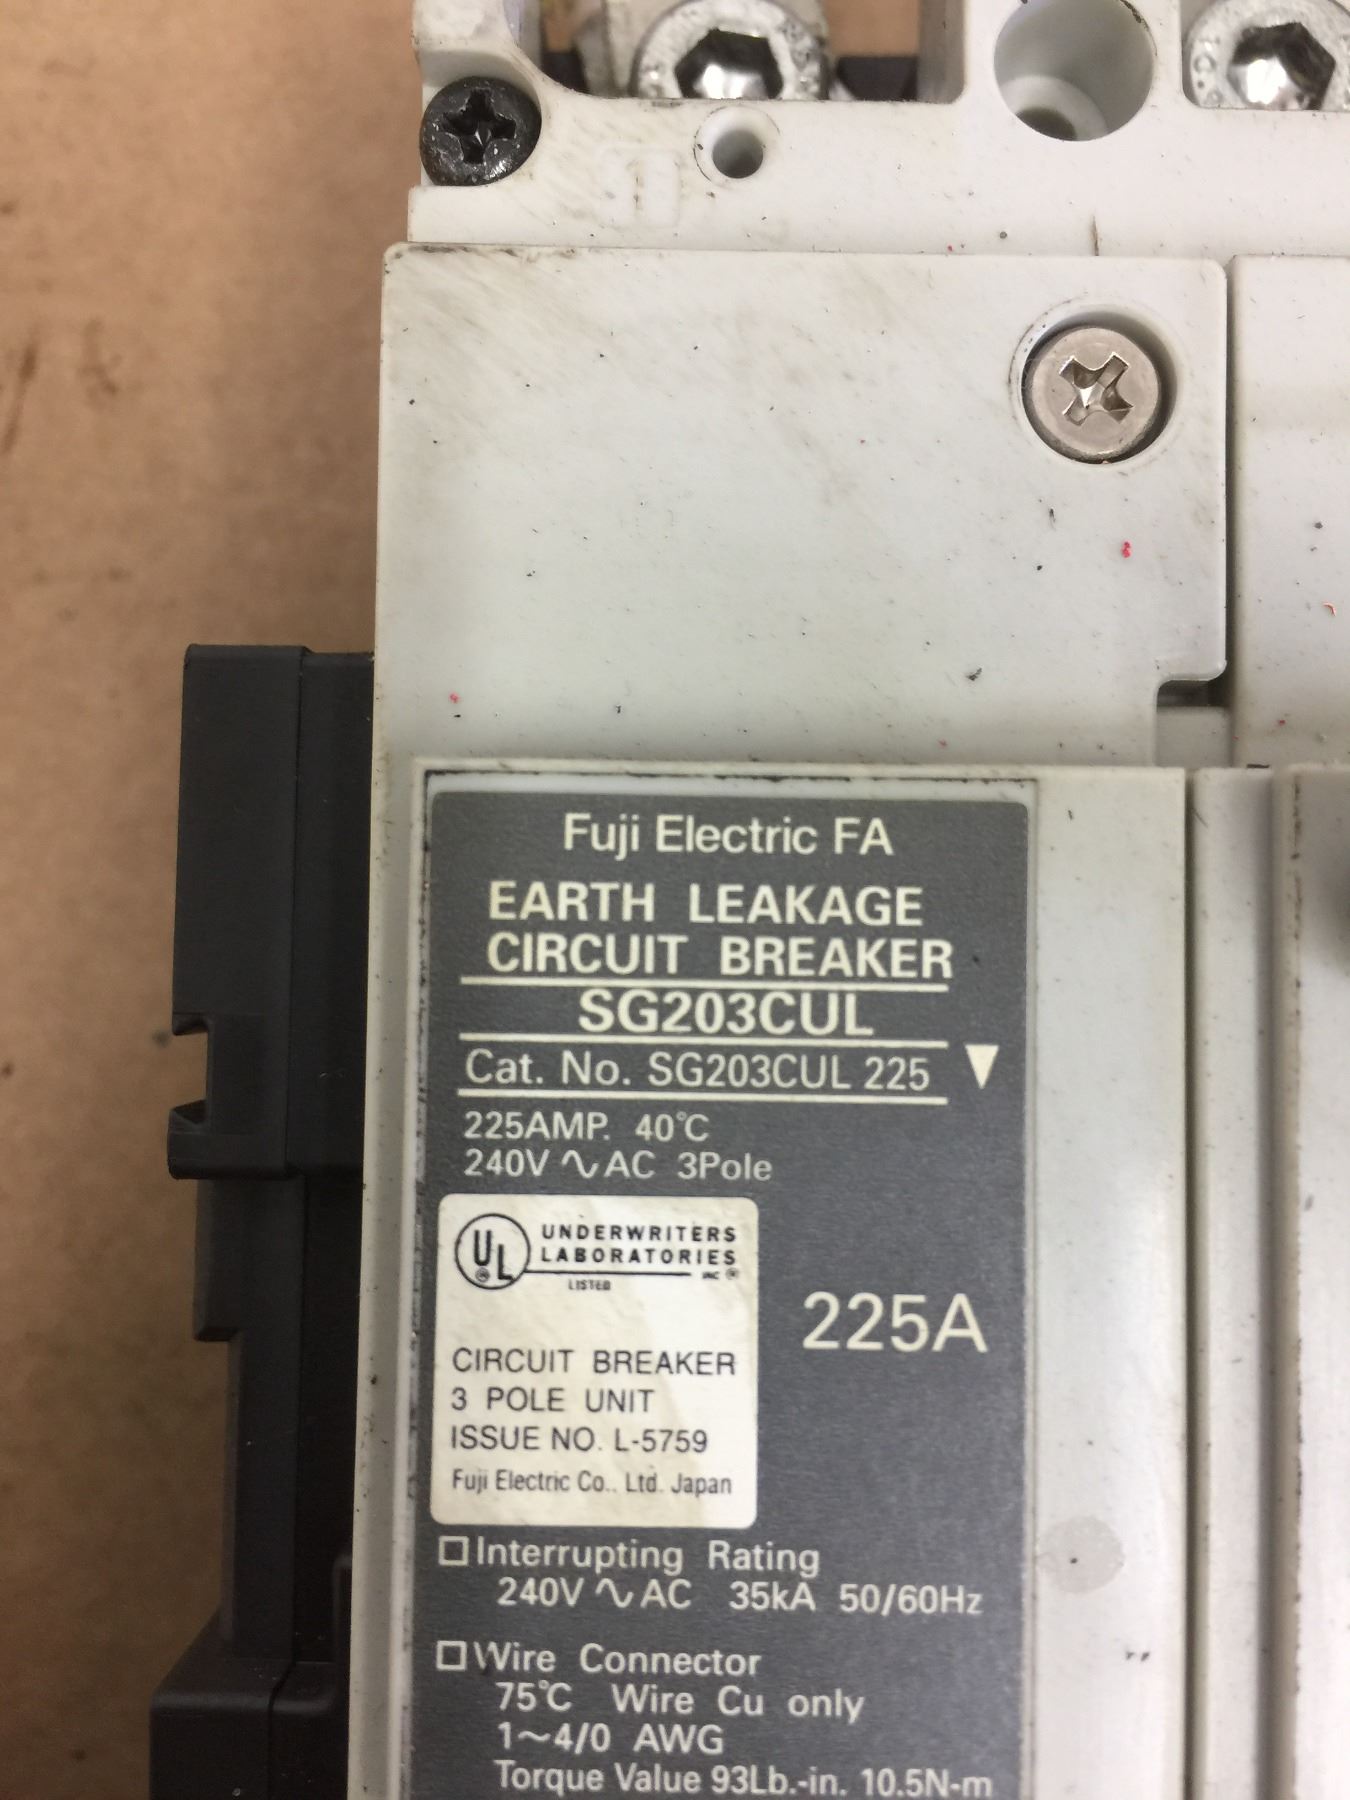 Fuji Electric FA
EARTH LEAKAGE
CIRCUIT BREAKER
SG203CUL
Cat. No. SG203CUL 225 ▼
225AMP. 40℃
240V ∿ AC 3Pole
UL UNDERWRITERS
LABORATORIES
INC ®
LISTED
225A
CIRCUIT BREAKER
3 POLE UNIT
ISSUE NO. L-5759
Fuji Electric Co., Ltd. Japan
□ Interrupting Rating
240V ∿ AC 35kA 50/60Hz
□ Wire Connector
75℃ Wire Cu only
1~4/0 AWG
Torque Value 93Lb.-in. 10.5N-m